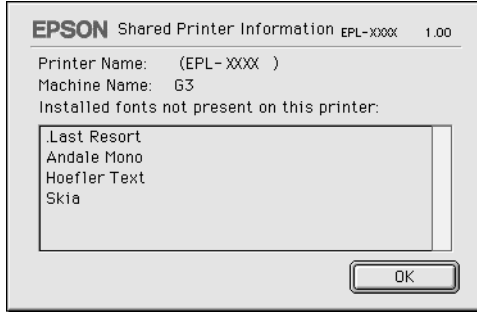 EPSON Shared Printer Information EPL-XXXX 1.00
Printer Name: (EPL-XXXX )
Machine Name: G3
Installed fonts not present on this printer:
.Last Resort
Andale Mono
Hoefler Text
Skia
OK